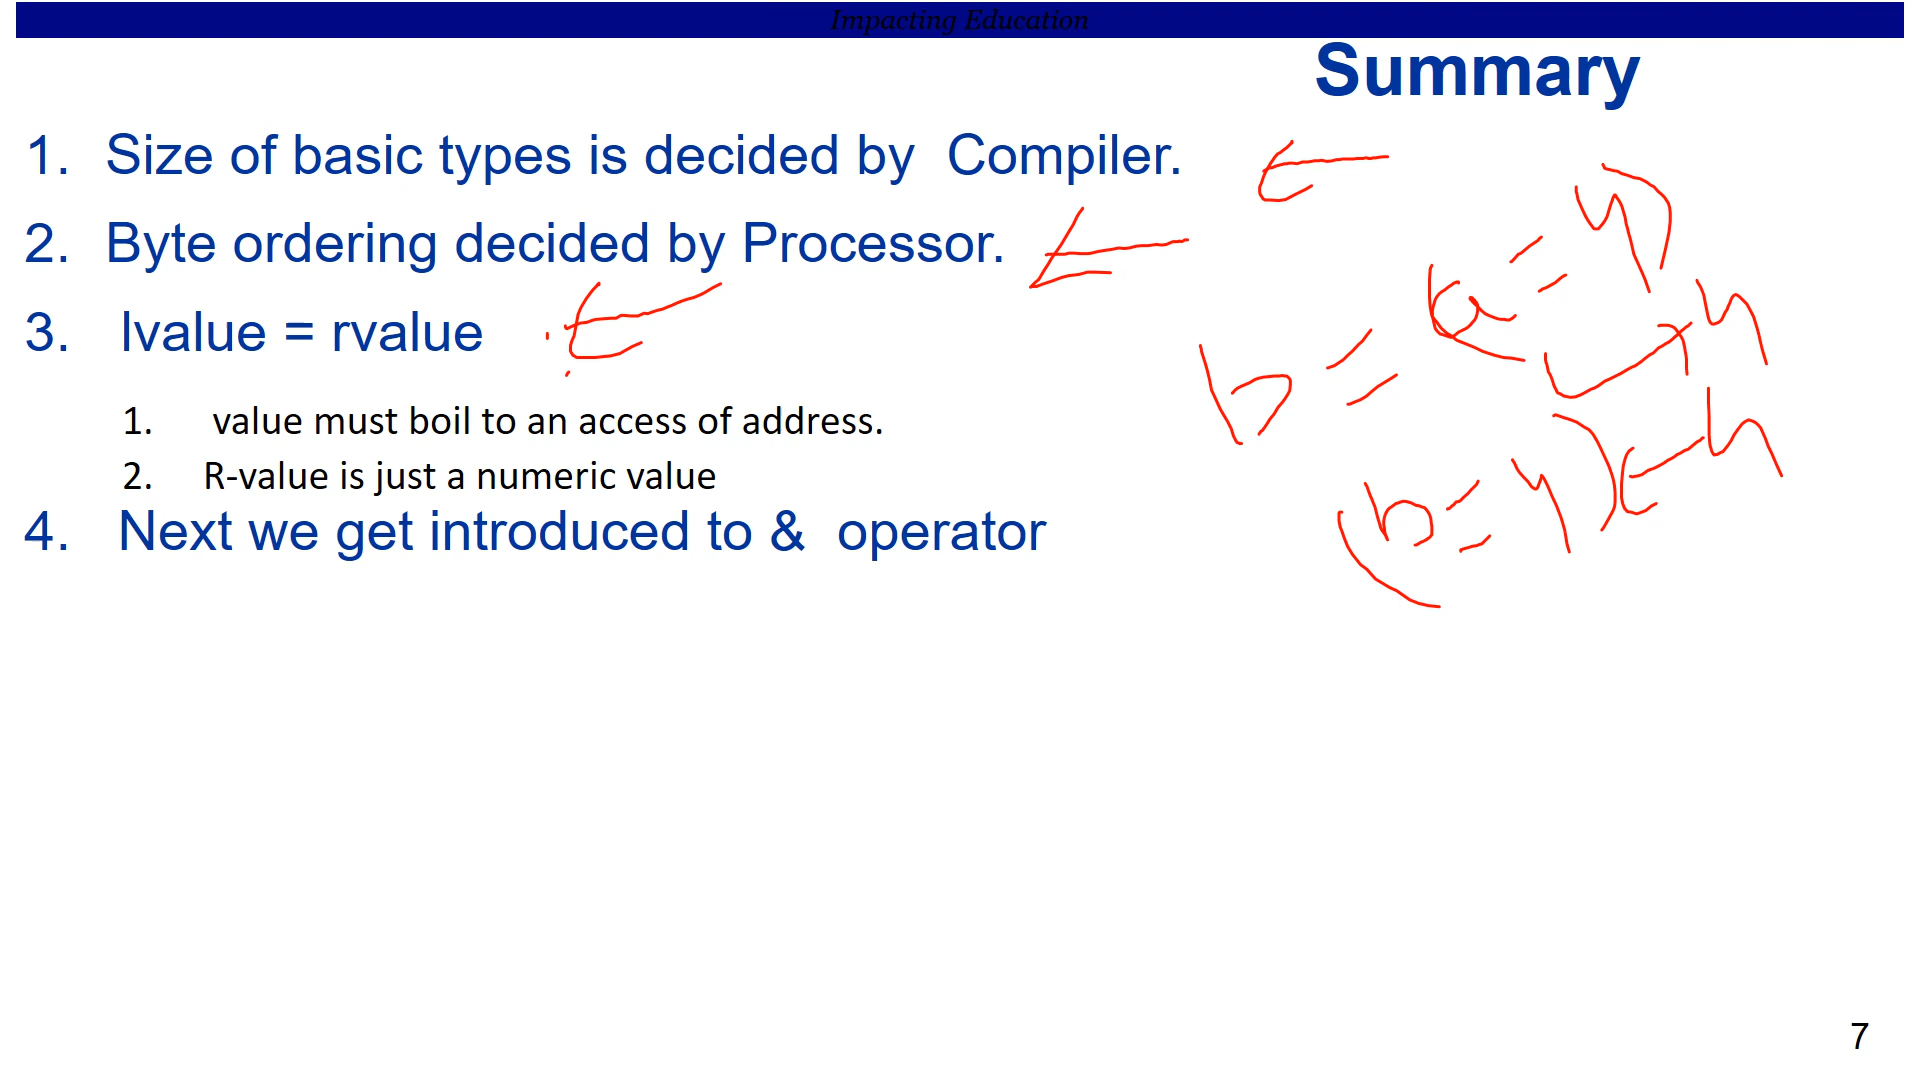 Impacting Education
Summary
1. Size of basic types is decided by Compiler.
2. Byte ordering decided by Processor.
3. lvalue = rvalue
1. value must boil to an access of address.
2. R-value is just a numeric value
4. Next we get introduced to & operator
7